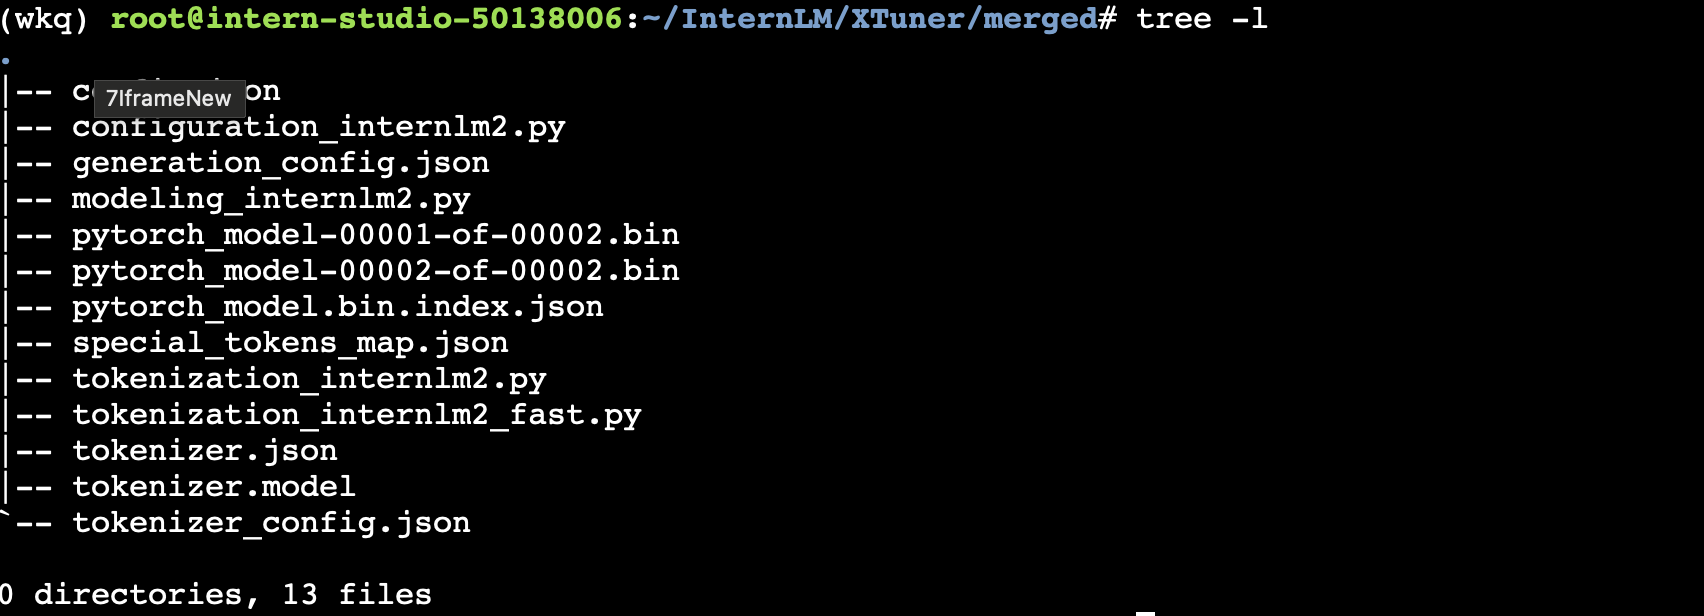 (wkq) root@intern-studio-50138006:~/InternLM/XTuner/merged# tree -l
.
|-- 
7IframeNew
|-- configuration_internlm2.py
|-- generation_config.json
|-- modeling_internlm2.py
|-- pytorch_model-00001-of-00002.bin
|-- pytorch_model-00002-of-00002.bin
|-- pytorch_model.bin.index.json
|-- special_tokens_map.json
|-- tokenization_internlm2.py
|-- tokenization_internlm2_fast.py
|-- tokenizer.json
|-- tokenizer.model
`-- tokenizer_config.json
0 directories, 13 files